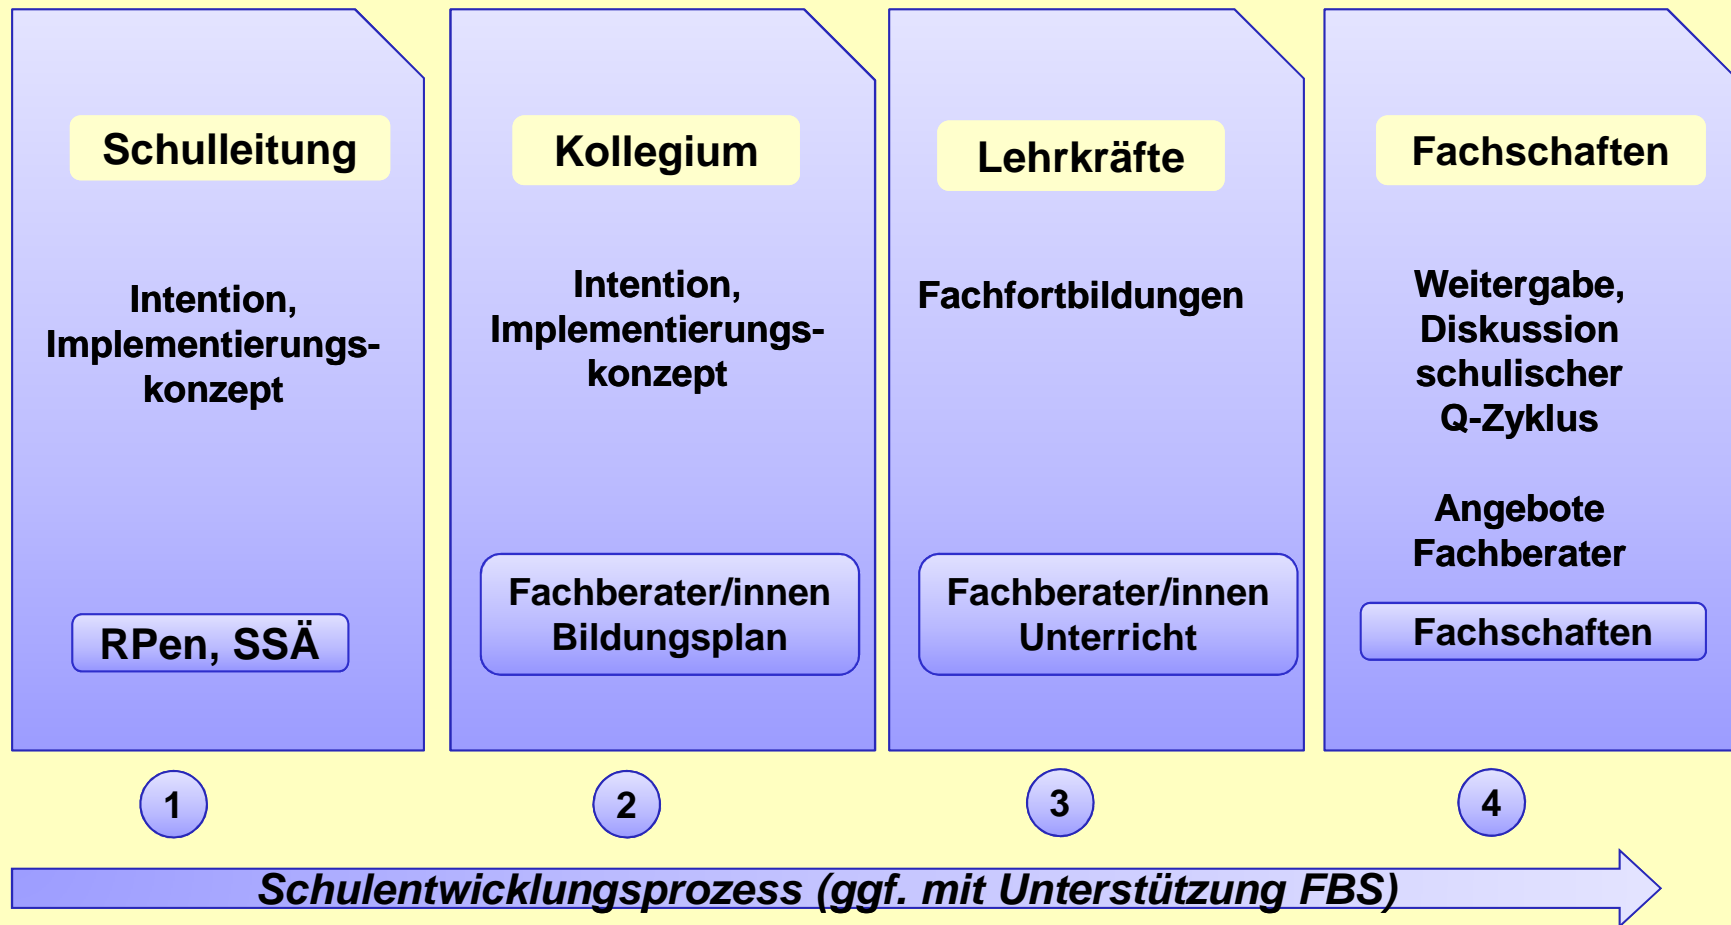 Schulleitung
Intention,
Implementierungs-
konzept
RPen, SSÄ
1
Kollegium
Intention,
Implementierungs-
konzept
Fachberater/innen
Bildungsplan
2
Lehrkräfte
Fachfortbildungen
Fachberater/innen
Unterricht
3
Fachschaften
Weitergabe,
Diskussion
schulischer
Q-Zyklus
Angebote
Fachberater
Fachschaften
4
Schulentwicklungsprozess (ggf. mit Unterstützung FBS)